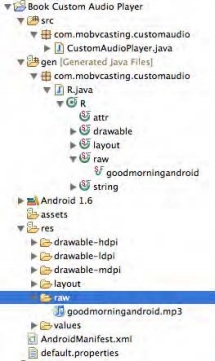 Book Custom Audio Player
src
com.mobvcasting.customaudio
CustomAudioPlayer.java
gen [Generated Java Files]
com.mobvcasting.customaudio
R.java
R
attr
drawable
layout
raw
goodmorningandroid
string
Android 1.6
assets
res
drawable-hdpi
drawable-ldpi
drawable-mdpi
layout
raw
goodmorningandroid.mp3
values
AndroidManifest.xml
default.properties